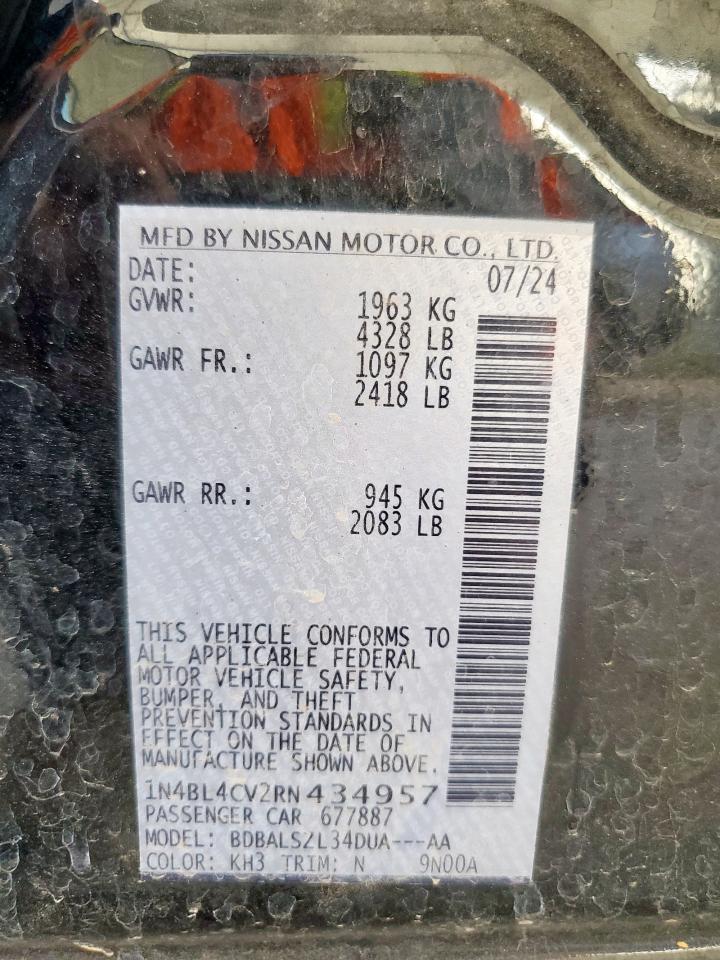 MFD BY NISSAN MOTOR CO., LTD.
DATE: 07/24
GVWR: 1963 KG
4328 LB
GAWR FR.: 1097 KG
2418 LB
GAWR RR.: 945 KG
2083 LB
THIS VEHICLE CONFORMS TO
ALL APPLICABLE FEDERAL
MOTOR VEHICLE SAFETY,
BUMPER, AND THEFT
PREVENTION STANDARDS IN
EFFECT ON THE DATE OF
MANUFACTURE SHOWN ABOVE.
1N4BL4CV2RN434957
PASSENGER CAR 677887
MODEL: BDBALSZL34DUA---AA
COLOR: KH3 TRIM: N 9N00A